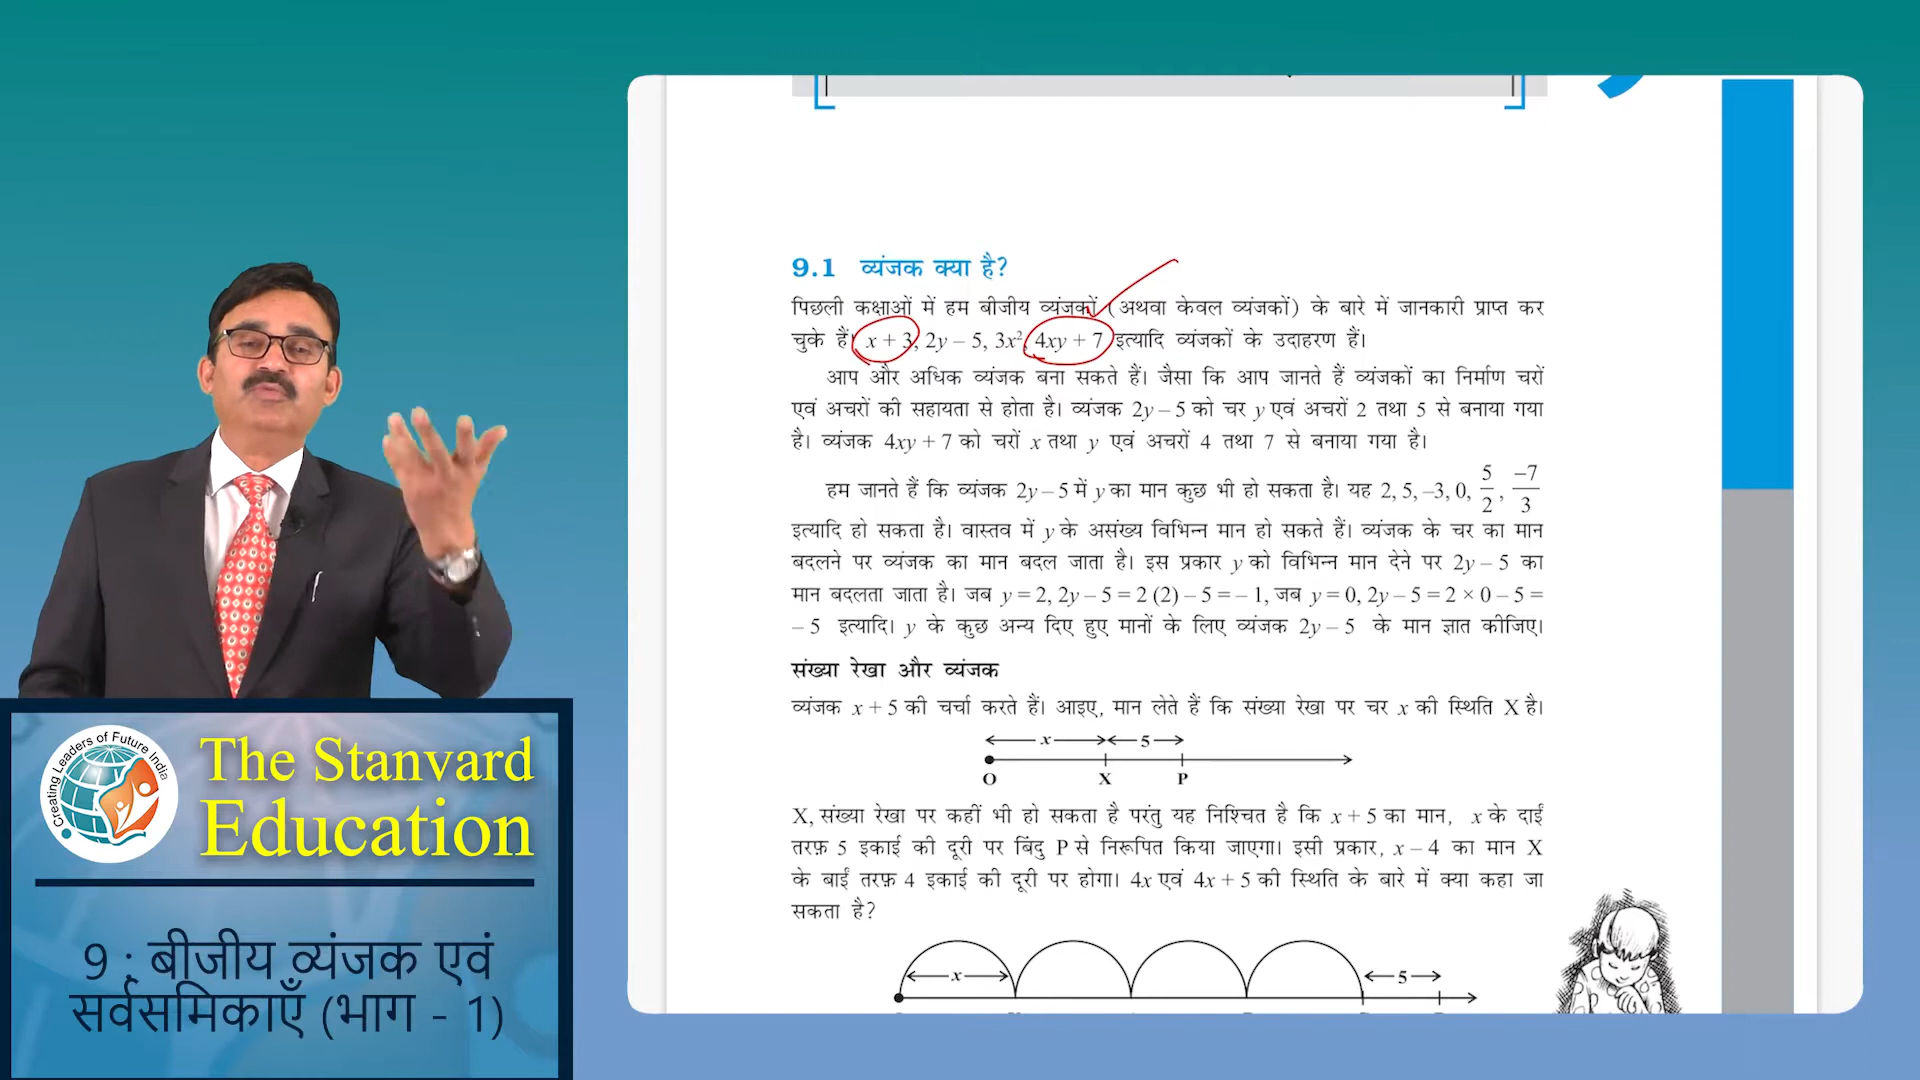 9.1 व्यंजक क्या है?
पिछली कक्षाओं में हम बीजीय व्यंजकों (अथवा केवल व्यंजकों) के बारे में जानकारी प्राप्त कर
चुके हैं। x + 3, 2y – 5, 3x², 4xy + 7 इत्यादि व्यंजकों के उदाहरण हैं।
आप और अधिक व्यंजक बना सकते हैं। जैसा कि आप जानते हैं व्यंजकों का निर्माण चरों
एवं अचरों की सहायता से होता है। व्यंजक 2y – 5 को चर y एवं अचरों 2 तथा 5 से बनाया गया
है। व्यंजक 4xy + 7 को चरों x तथा y एवं अचरों 4 तथा 7 से बनाया गया है।
हम जानते हैं कि व्यंजक 2y – 5 में y का मान कुछ भी हो सकता है। यह 2, 5, –3, 0, 5/2, –7/3
इत्यादि हो सकता है। वास्तव में y के असंख्य विभिन्न मान हो सकते हैं। व्यंजक के चर का मान
बदलने पर व्यंजक का मान बदल जाता है। इस प्रकार y को विभिन्न मान देने पर 2y – 5 का
मान बदलता जाता है। जब y = 2, 2y – 5 = 2 (2) – 5 = – 1, जब y = 0, 2y – 5 = 2 × 0 – 5 =
– 5 इत्यादि। y के कुछ अन्य दिए हुए मानों के लिए व्यंजक 2y – 5 के मान ज्ञात कीजिए।
संख्या रेखा और व्यंजक
व्यंजक x + 5 की चर्चा करते हैं। आइए, मान लेते हैं कि संख्या रेखा पर चर x की स्थिति X है।
x 5
O X P
X, संख्या रेखा पर कहीं भी हो सकता है परंतु यह निश्चित है कि x + 5 का मान, x के दाईं
तरफ़ 5 इकाई की दूरी पर बिंदु P से निरूपित किया जाएगा। इसी प्रकार, x – 4 का मान X
के बाईं तरफ़ 4 इकाई की दूरी पर होगा। 4x एवं 4x + 5 की स्थिति के बारे में क्या कहा जा
सकता है?
x 5
Creating Leaders of Future India
The Stanvard
Education
9 : बीजीय व्यंजक एवं
सर्वसमिकाएँ (भाग - 1)